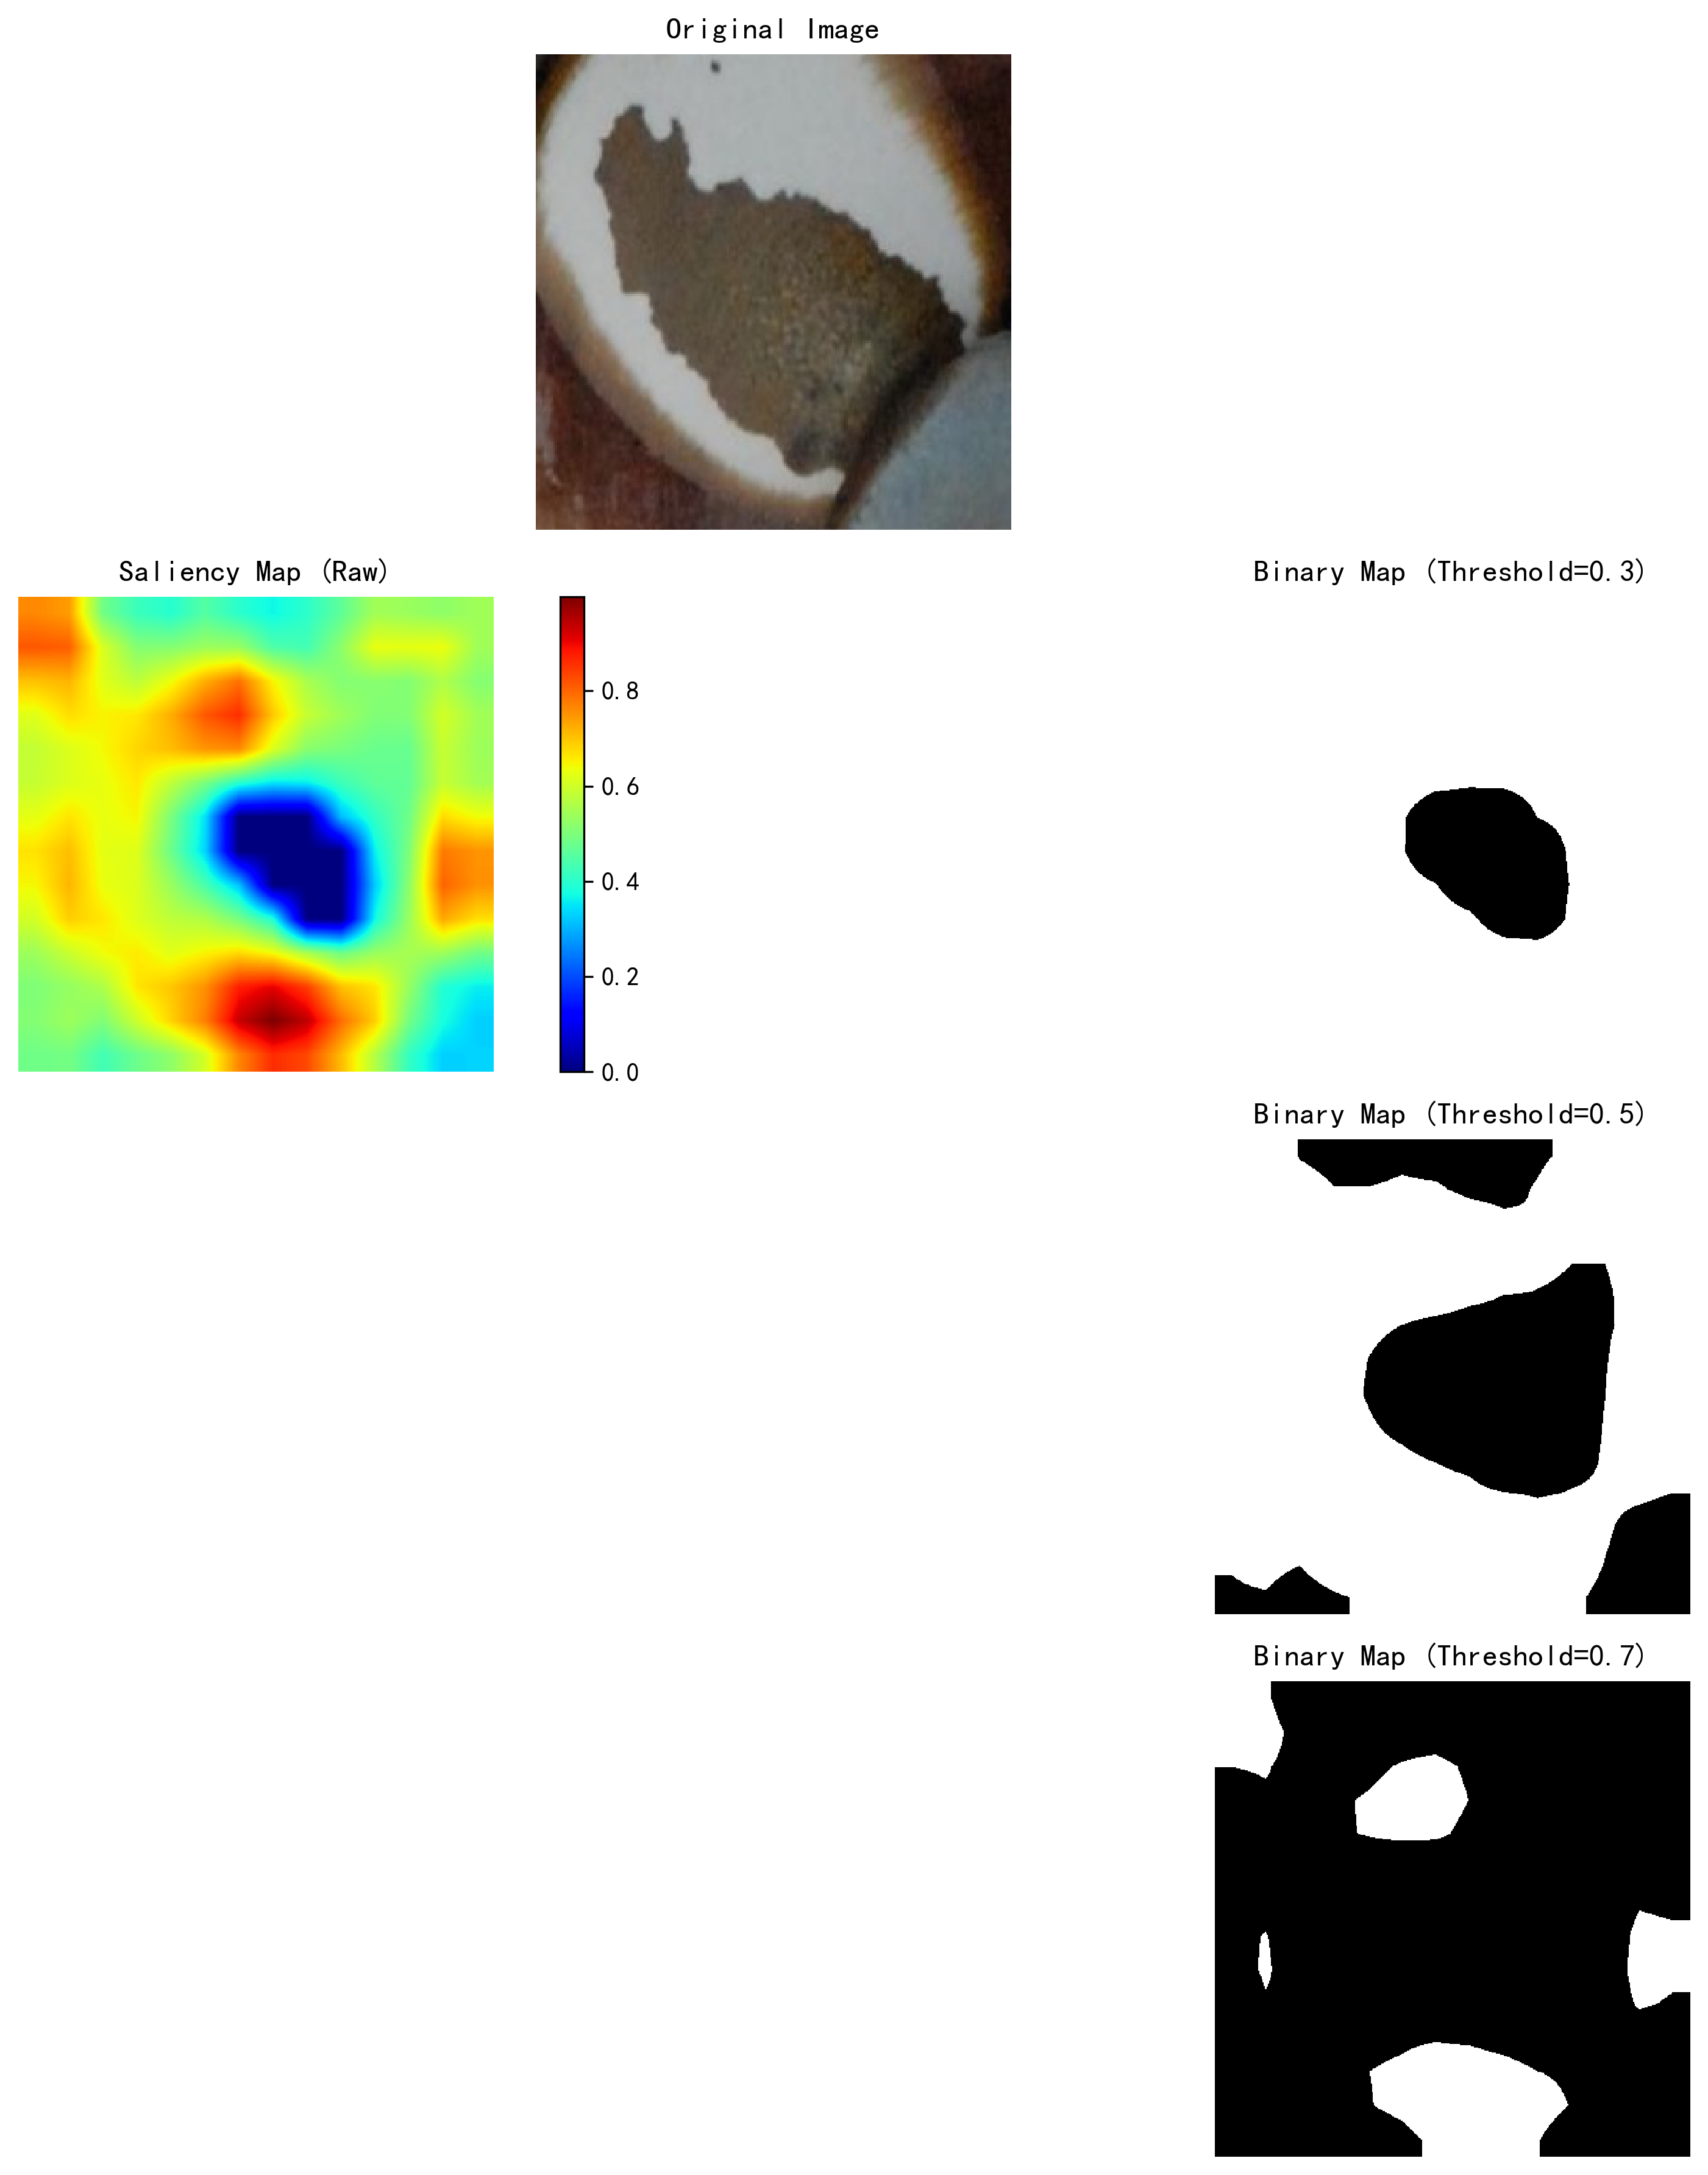 Original Image
Saliency Map (Raw)
Binary Map (Threshold=0.3)
0.8
0.6
0.4
0.2
0.0
Binary Map (Threshold=0.5)
Binary Map (Threshold=0.7)